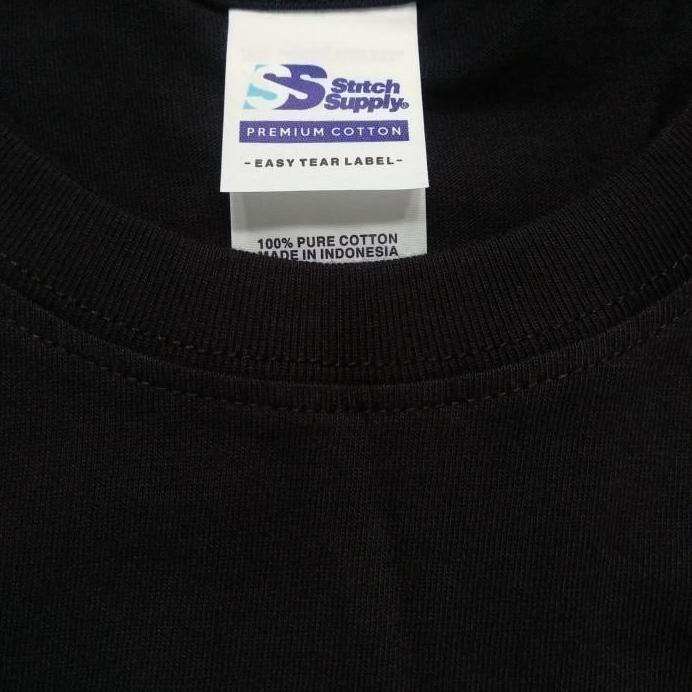 SS Stitch
Supply®
PREMIUM COTTON
-EASY TEAR LABEL-
100% PURE COTTON
MADE IN INDONESIA